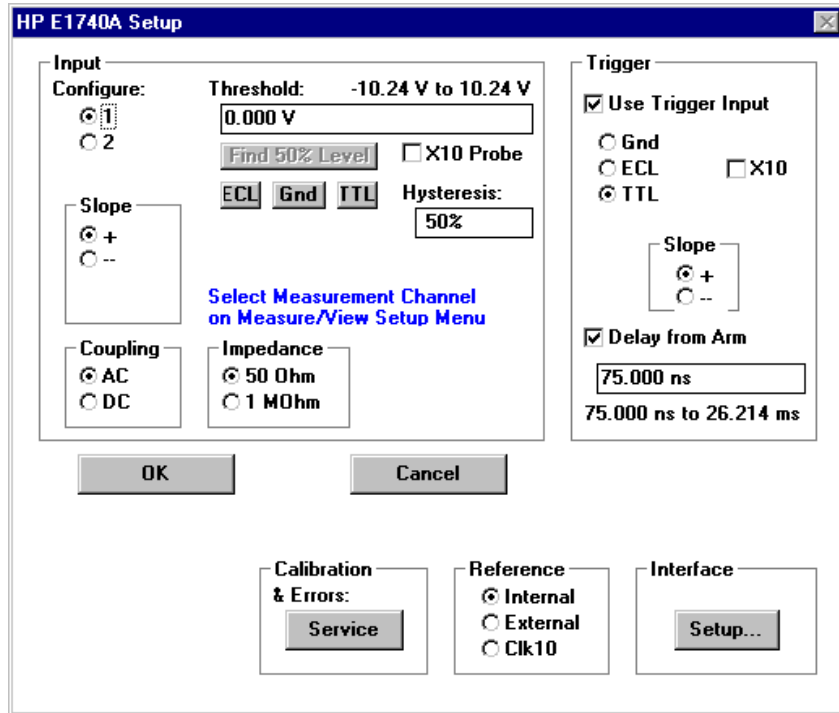 HP E1740A Setup
Input
Configure:
1
2
Threshold: -10.24 V to 10.24 V
0.000 V
Find 50% Level
X10 Probe
ECL Gnd TTL
Hysteresis:
50%
Slope
+
--
Select Measurement Channel
on Measure/View Setup Menu
Coupling
AC
DC
Impedance
50 Ohm
1 MOhm
Trigger
Use Trigger Input
Gnd
ECL
TTL
X10
Slope
+
--
Delay from Arm
75.000 ns
75.000 ns to 26.214 ms
OK
Cancel
Calibration
& Errors:
Service
Reference
Internal
External
Clk10
Interface
Setup...